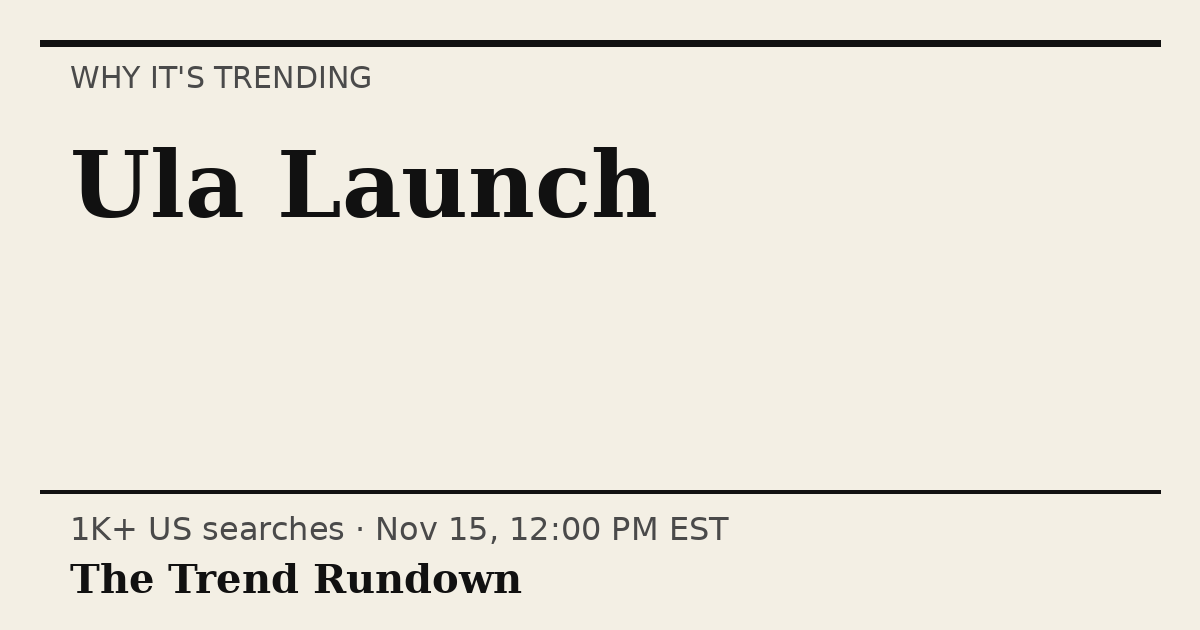 WHY IT'S TRENDING
Ula Launch
1K+ US searches · Nov 15, 12:00 PM EST
The Trend Rundown